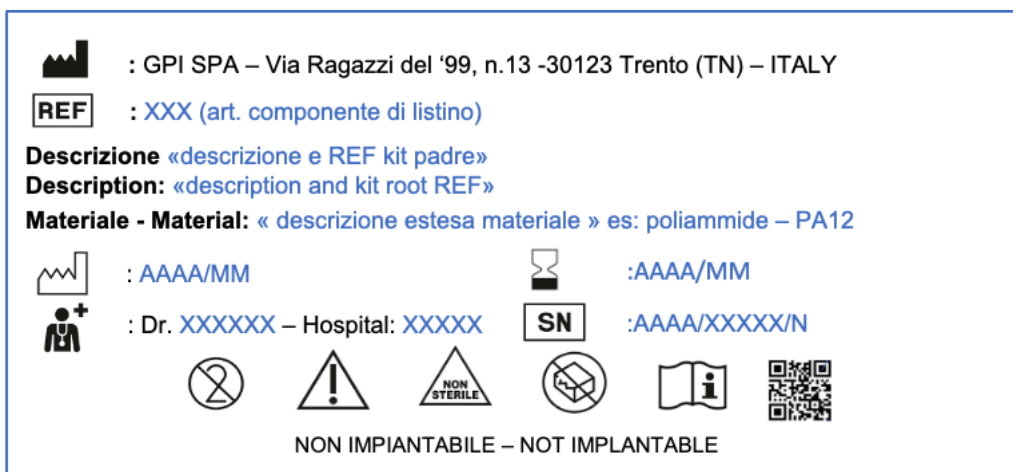 : GPI SPA – Via Ragazzi del ‘99, n.13 -30123 Trento (TN) – ITALY
REF : XXX (art. componente di listino)
Descrizione «descrizione e REF kit padre»
Description: «description and kit root REF»
Materiale - Material: « descrizione estesa materiale » es: poliammide – PA12
: AAAA/MM :AAAA/MM
: Dr. XXXXXX – Hospital: XXXXX SN :AAAA/XXXXX/N
2 NON STERILE
NON IMPIANTABILE – NOT IMPLANTABLE